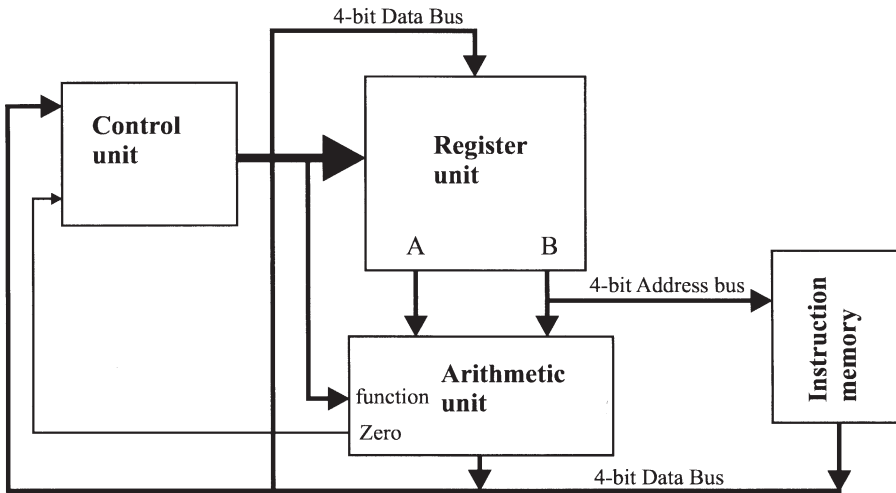 4-bit Data Bus
Control
unit
Register
unit
A
B
4-bit Address bus
Instruction
memory
Arithmetic
unit
function
Zero
4-bit Data Bus